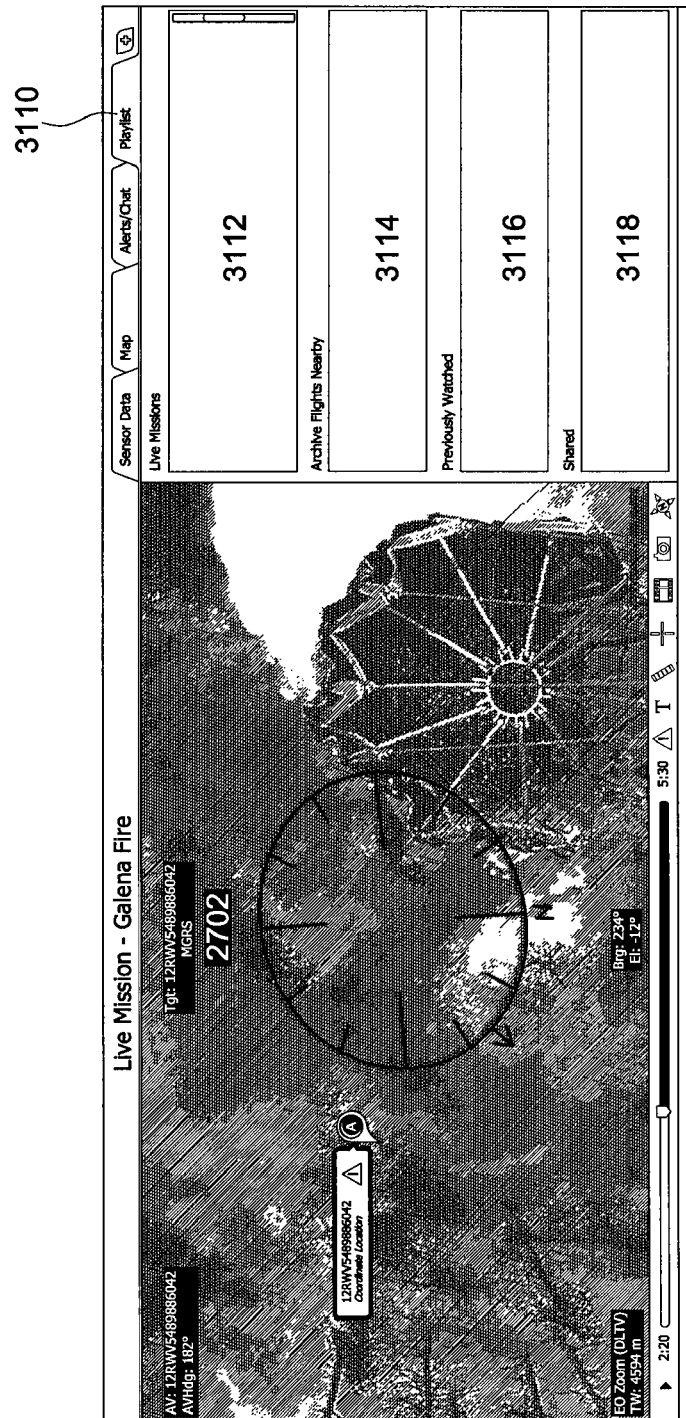 3110
Live Mission - Galena Fire
Sensor Data
Map
Alerts/Chat
Playlist
AV: 12RWV5489886042
AVHdg: 182°
Tgt: 12RWV5489886042
MGRS
2702
12RWV5489886042
Coordinate Location
A
N
EO Zoom (DLTV)
TW: 4594 m
Brg: 234°
El: -12°
2:20
5:30
T
Live Missions
3112
Archive Flights Nearby
3114
Previously Watched
3116
Shared
3118